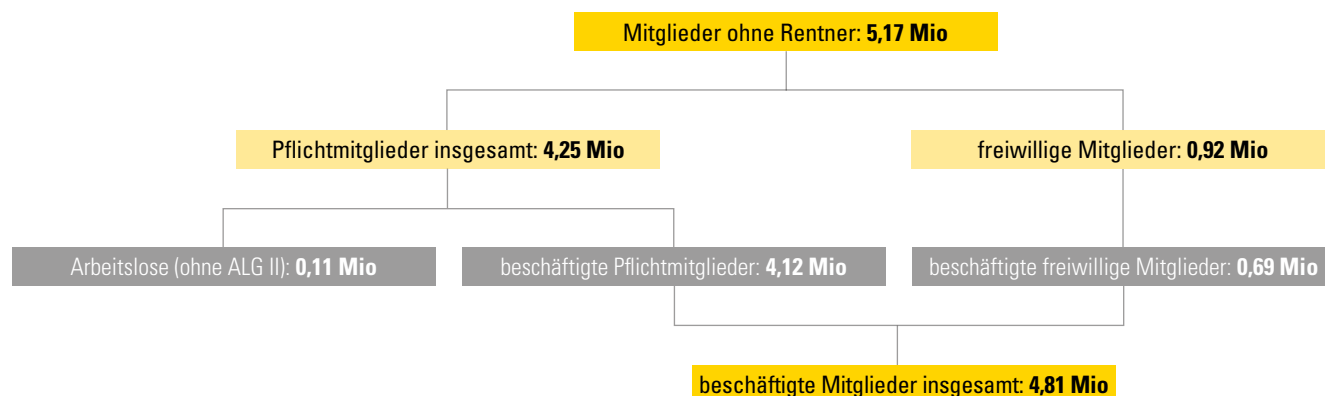 Mitglieder ohne Rentner: 5,17 Mio
Pflichtmitglieder insgesamt: 4,25 Mio
freiwillige Mitglieder: 0,92 Mio
Arbeitslose (ohne ALG II): 0,11 Mio
beschäftigte Pflichtmitglieder: 4,12 Mio
beschäftigte freiwillige Mitglieder: 0,69 Mio
beschäftigte Mitglieder insgesamt: 4,81 Mio